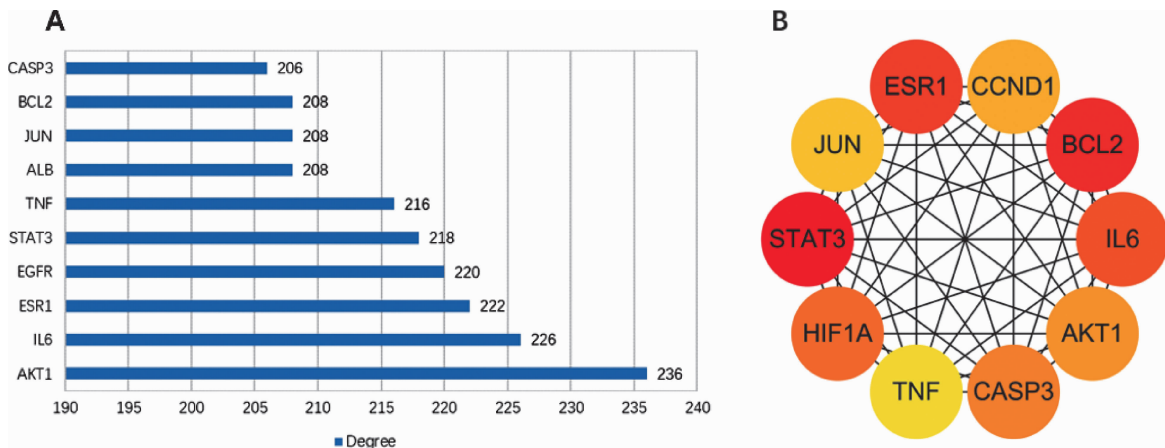 A
CASP3 206
BCL2 208
JUN 208
ALB 208
TNF 216
STAT3 218
EGFR 220
ESR1 222
IL6 226
AKT1 236
190 195 200 205 210 215 220 225 230 235 240
Degree
B
ESR1 CCND1
JUN BCL2
STAT3 IL6
HIF1A AKT1
TNF CASP3